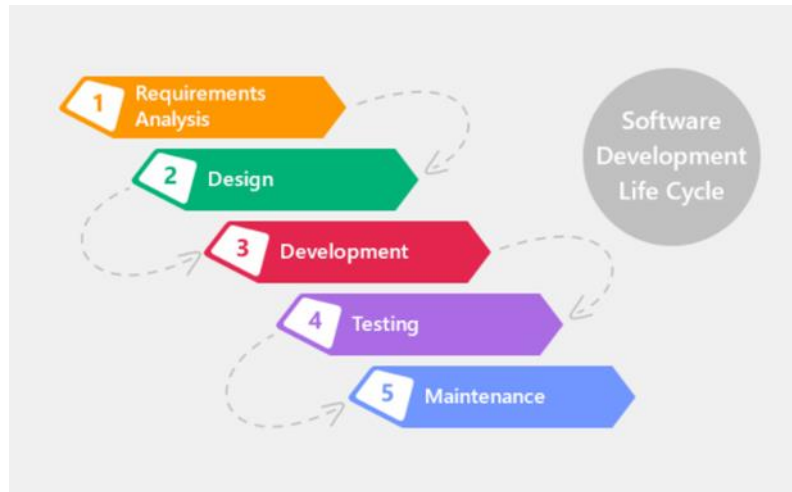 1 Requirements
Analysis
2 Design
3 Development
4 Testing
5 Maintenance
Software
Development
Life Cycle